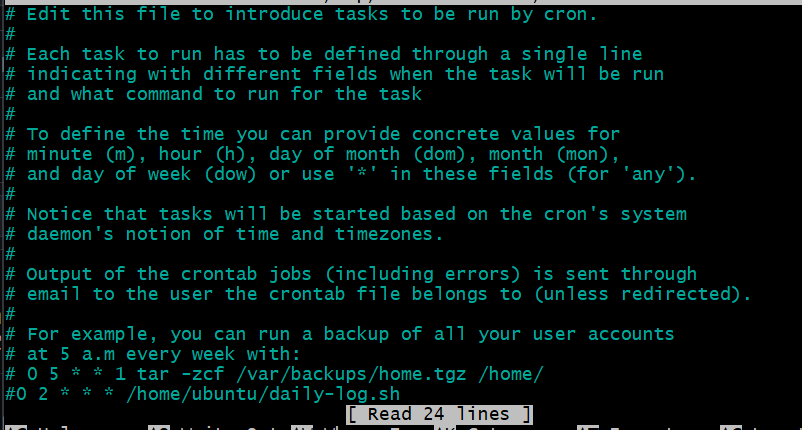 # Edit this file to introduce tasks to be run by cron.
#
# Each task to run has to be defined through a single line
# indicating with different fields when the task will be run
# and what command to run for the task
#
# To define the time you can provide concrete values for
# minute (m), hour (h), day of month (dom), month (mon),
# and day of week (dow) or use '*' in these fields (for 'any').
#
# Notice that tasks will be started based on the cron's system
# daemon's notion of time and timezones.
#
# Output of the crontab jobs (including errors) is sent through
# email to the user the crontab file belongs to (unless redirected).
#
# For example, you can run a backup of all your user accounts
# at 5 a.m every week with:
# 0 5 * * 1 tar -zcf /var/backups/home.tgz /home/
#0 2 * * * /home/ubuntu/daily-log.sh
[ Read 24 lines ]